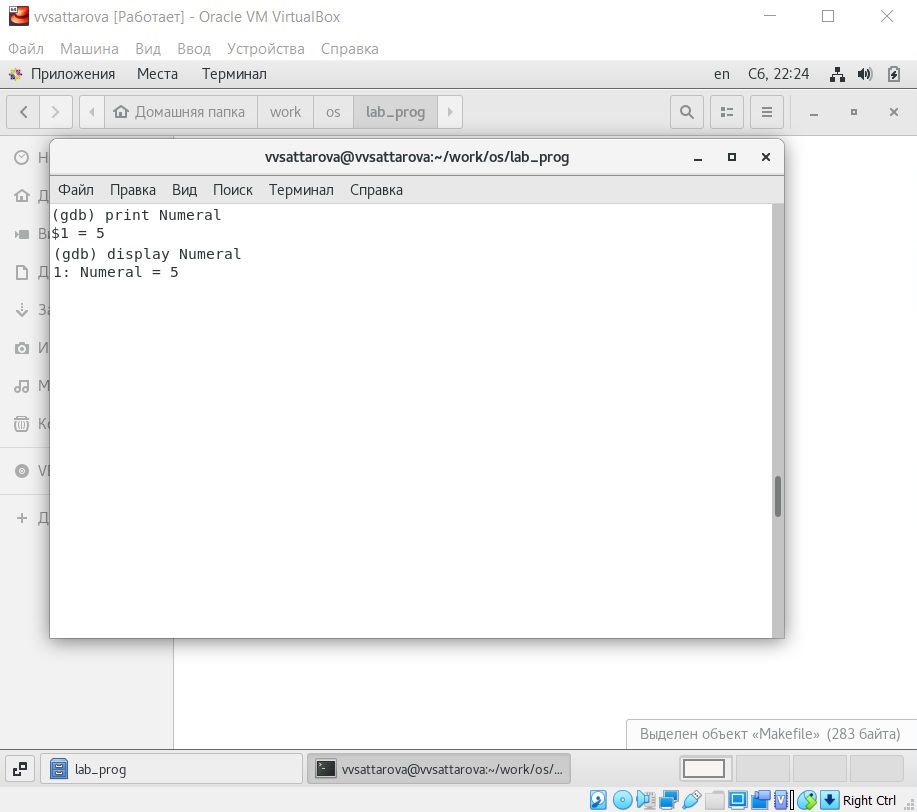 vvsattarova [Работает] - Oracle VM VirtualBox
Файл Машина Вид Ввод Устройства Справка
Приложения Места Терминал en Сб, 22:24
Домашняя папка work os lab_prog
vvsattarova@vvsattarova:~/work/os/lab_prog
Файл Правка Вид Поиск Терминал Справка
(gdb) print Numeral
$1 = 5
(gdb) display Numeral
1: Numeral = 5
Выделен объект «Makefile» (283 байта)
lab_prog vvsattarova@vvsattarova:~/work/os/...
Right Ctrl